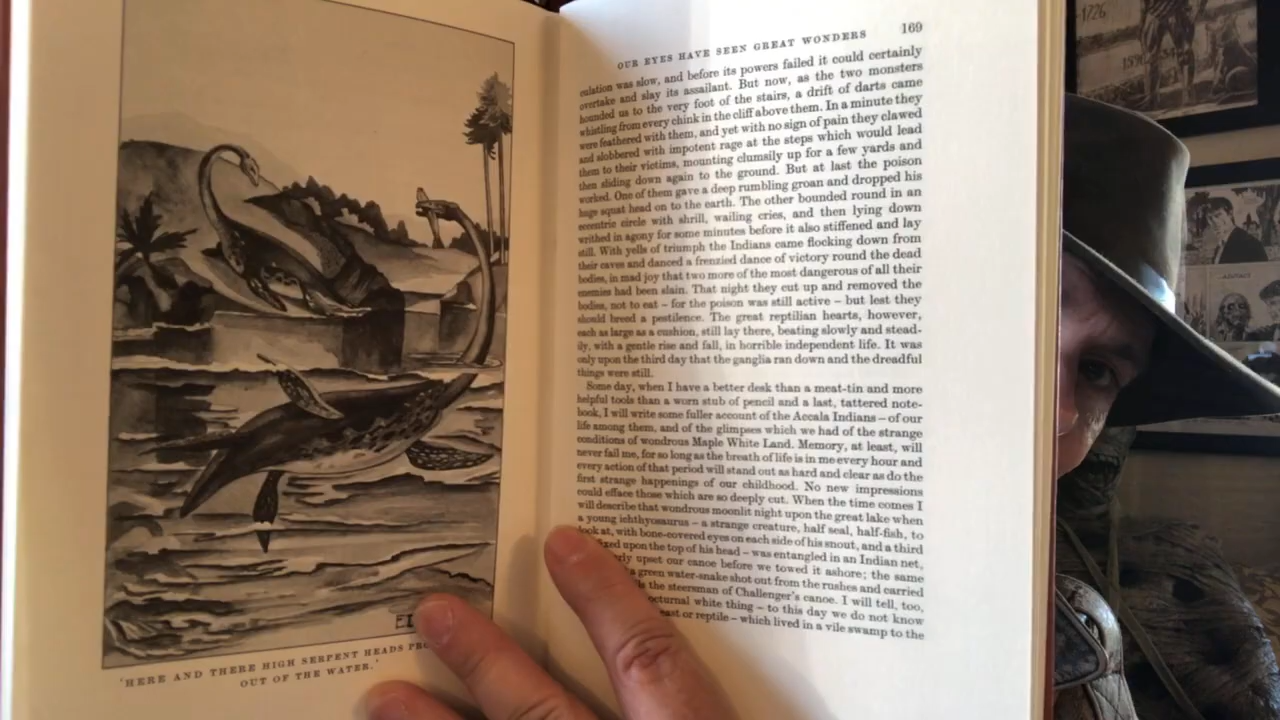 'HERE AND THERE HIGH SERPENT HEADS
OUT OF THE WATER.'
OUR EYES HAVE SEEN GREAT WONDERS 169
culation was slow, and before its powers failed it could certainly
overtake and slay its assailant. But now, as the two monsters
hounded us to the very foot of the stairs, a drift of darts came
whistling from every chink in the cliff above them. In a minute they
were feathered with them, and yet with no sign of pain they clawed
and slobbered with impotent rage at the steps which would lead
them to their victims, mounting clumsily up for a few yards and
then sliding down again to the ground. But at last the poison
worked. One of them gave a deep rumbling groan and dropped his
huge squat head on to the earth. The other bounded round in an
eccentric circle with shrill, wailing cries, and then lying down
writhed in agony for some minutes before it also stiffened and lay
still. With yells of triumph the Indians came flocking down from
their caves and danced a frenzied dance of victory round the dead
bodies, in mad joy that two more of the most dangerous of all their
enemies had been slain. That night they cut up and removed the
bodies, not to eat – for the poison was still active – but lest they
should breed a pestilence. The great reptilian hearts, however,
each as large as a cushion, still lay there, beating slowly and stead-
ily, with a gentle rise and fall, in horrible independent life. It was
only upon the third day that the ganglia ran down and the dreadful
things were still.
Some day, when I have a better desk than a meat-tin and more
helpful tools than a worn stub of pencil and a last, tattered note-
book, I will write some fuller account of the Accala Indians – of our
life among them, and of the glimpses which we had of the strange
conditions of wondrous Maple White Land. Memory, at least, will
never fail me, for so long as the breath of life is in me every hour and
every action of that period will stand out as hard and clear as do the
first strange happenings of our childhood. No new impressions
could efface those which are so deeply cut. When the time comes I
will describe that wondrous moonlit night upon the great lake when
a young ichthyosaurus – a strange creature, half seal, half-fish, to
look at, with bone-covered eyes on each side of his snout, and a third
fixed upon the top of his head – was entangled in an Indian net,
upset our canoe before we towed it ashore; the same
a green water-snake shot out from the rushes and carried
the steersman of Challenger's canoe. I will tell, too,
nocturnal white thing – to this day we do not know
beast or reptile – which lived in a vile swamp to the